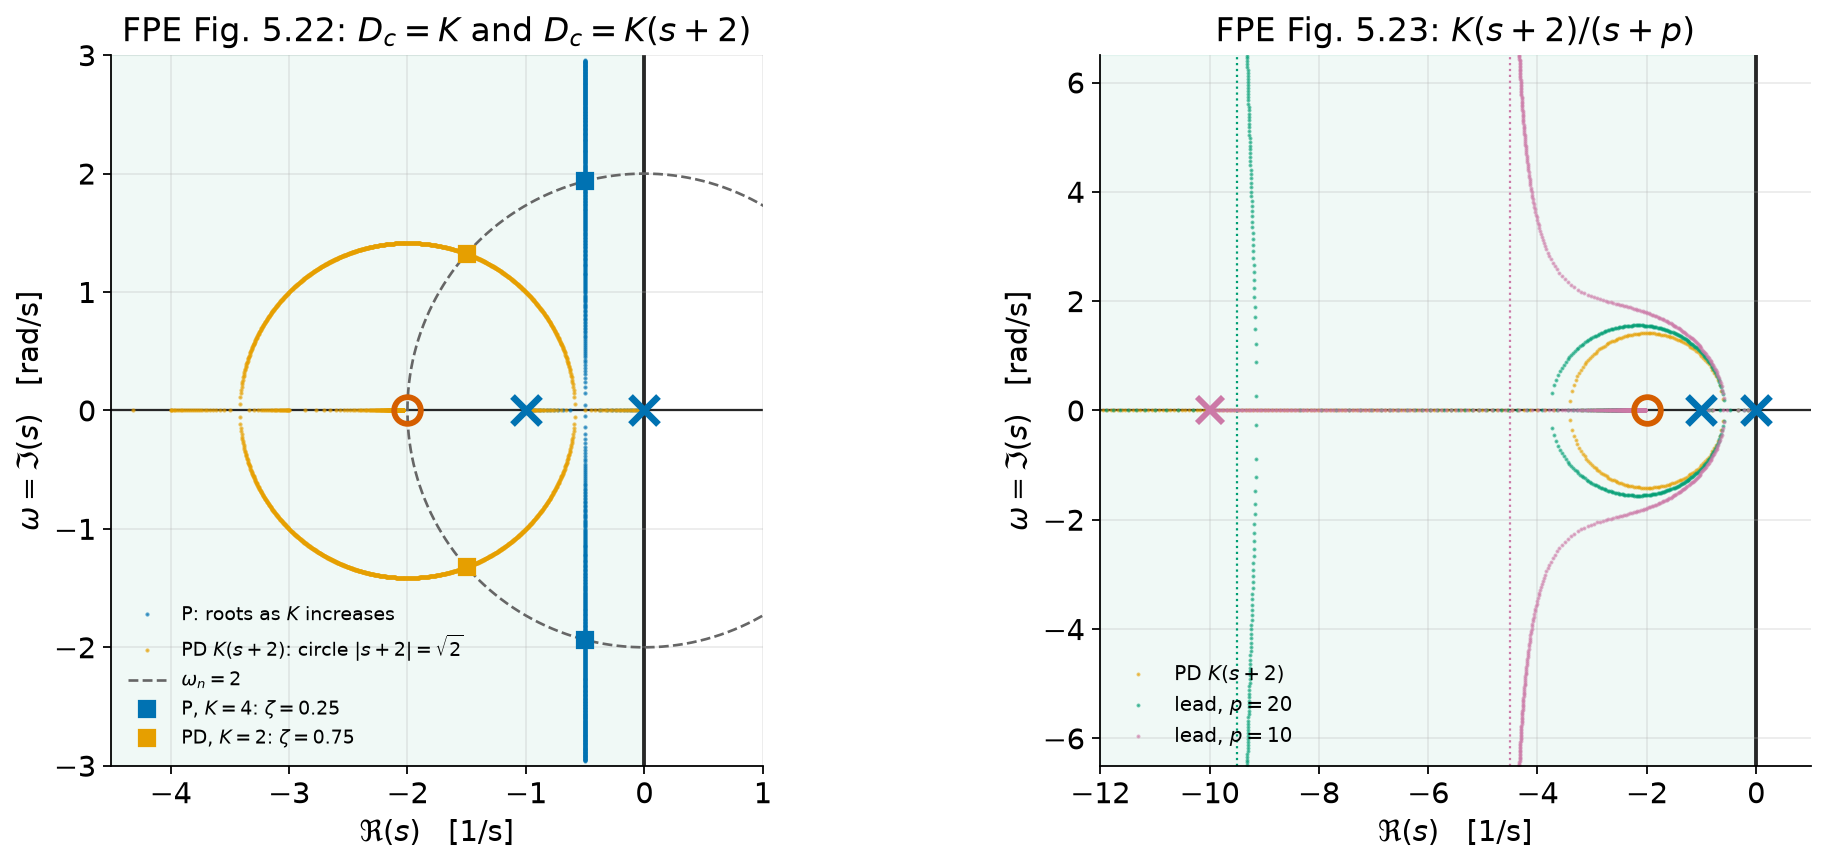 FPE Fig. 5.22: D_c = K and D_c = K(s + 2)
3
2
1
0
−1
−2
−3
ω = ℑ(s)   [rad/s]
P: roots as K increases
PD K(s + 2): circle |s + 2| = √2
ω_n = 2
P, K = 4: ζ = 0.25
PD, K = 2: ζ = 0.75
−4
−3
−2
−1
0
1
ℜ(s)   [1/s]
FPE Fig. 5.23: K(s + 2)/(s + p)
6
4
2
0
−2
−4
−6
ω = ℑ(s)   [rad/s]
PD K(s + 2)
lead, p = 20
lead, p = 10
−12
−10
−8
−6
−4
−2
0
ℜ(s)   [1/s]